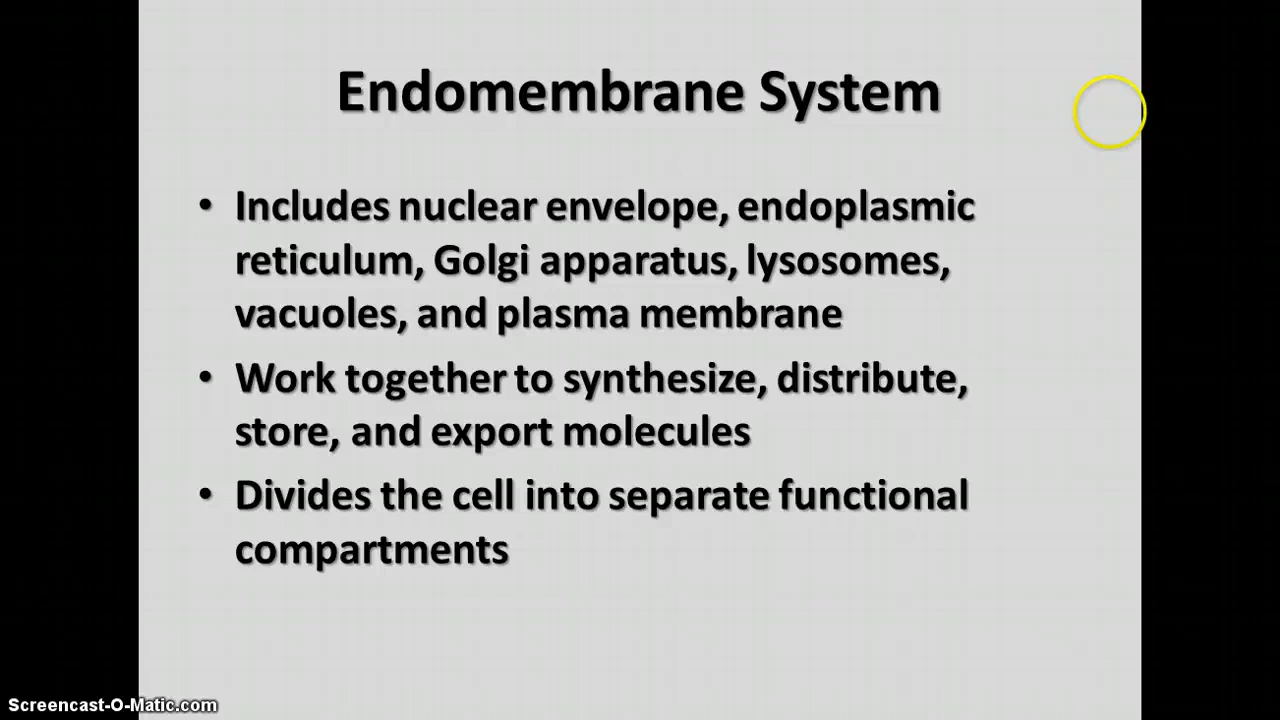 Endomembrane System
• Includes nuclear envelope, endoplasmic
reticulum, Golgi apparatus, lysosomes,
vacuoles, and plasma membrane
• Work together to synthesize, distribute,
store, and export molecules
• Divides the cell into separate functional
compartments
Screencast-O-Matic.com